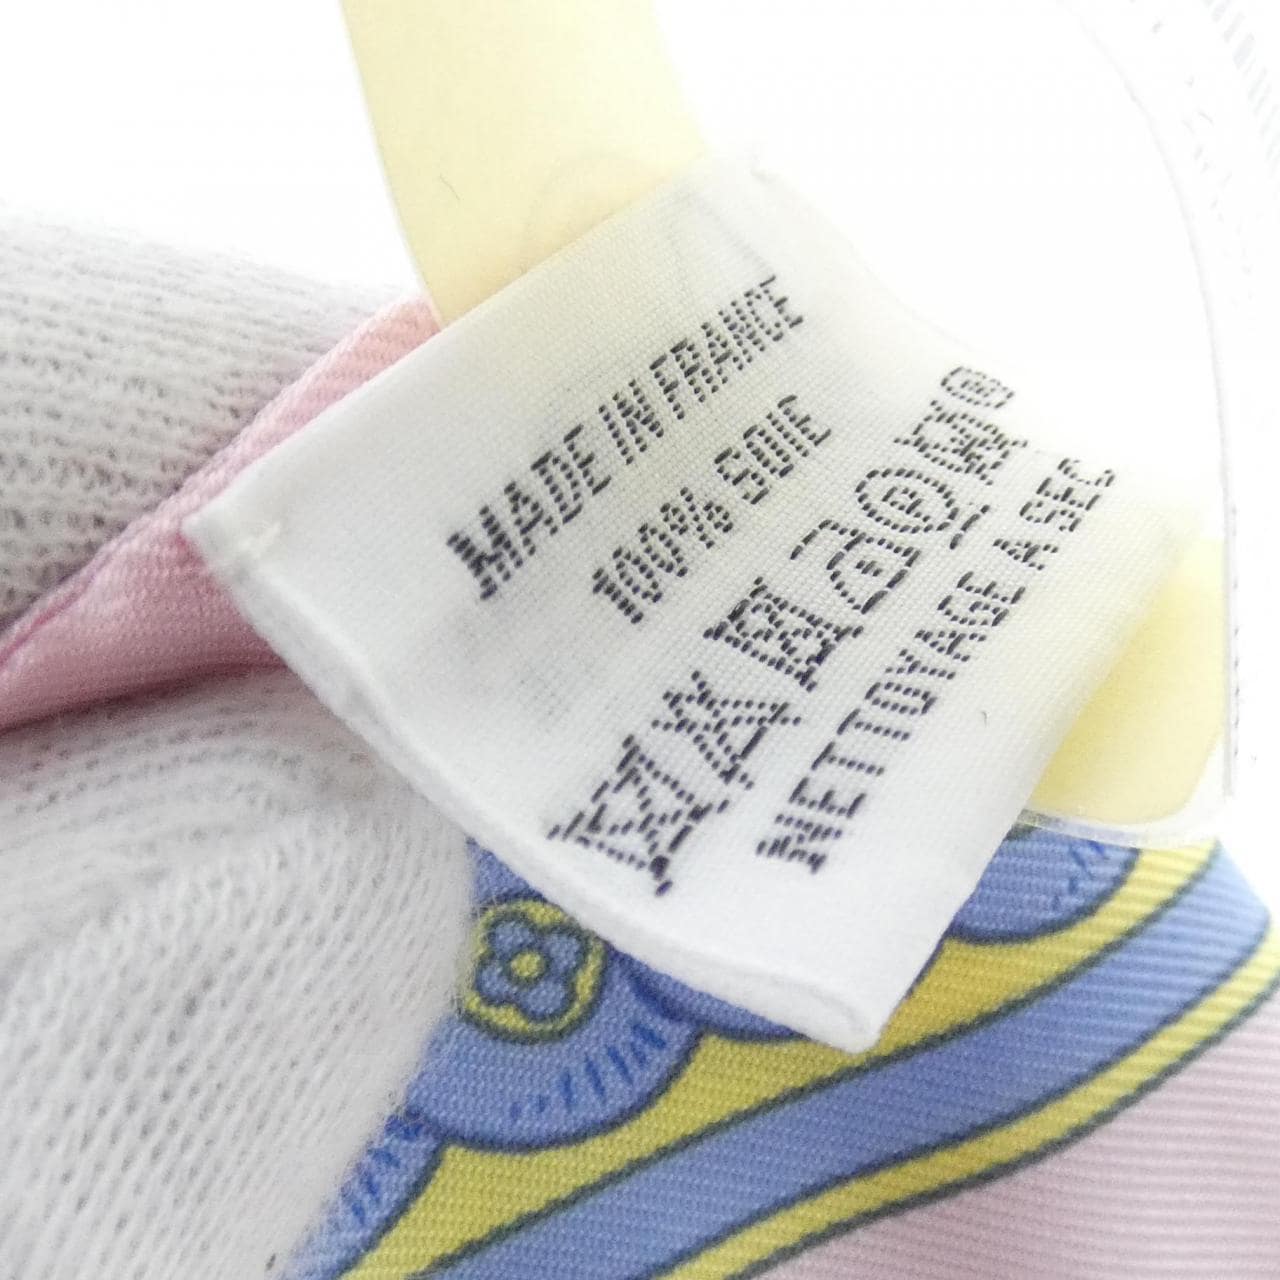 MADE IN FRANCE
100% SOIE
NETTOYAGE A SEC